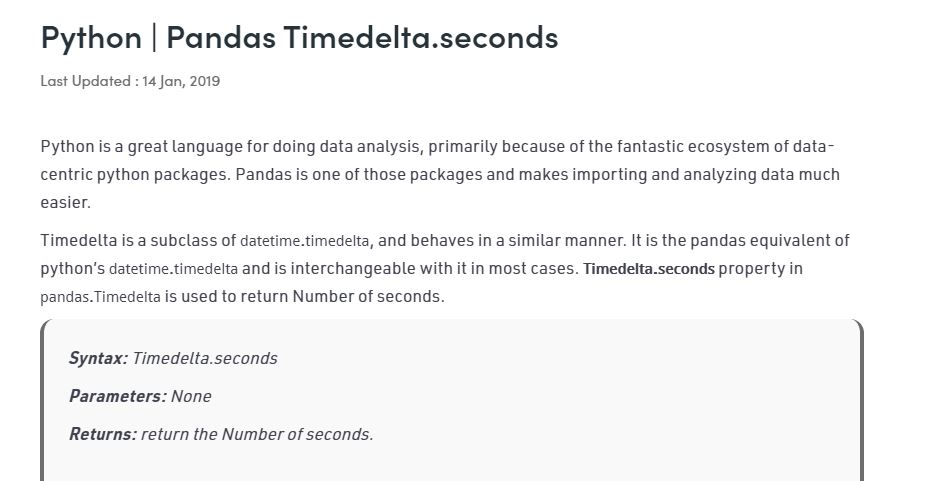 Python | Pandas Timedelta.seconds
Last Updated : 14 Jan, 2019
Python is a great language for doing data analysis, primarily because of the fantastic ecosystem of data-
centric python packages. Pandas is one of those packages and makes importing and analyzing data much
easier.
Timedelta is a subclass of datetime.timedelta, and behaves in a similar manner. It is the pandas equivalent of
python’s datetime.timedelta and is interchangeable with it in most cases. Timedelta.seconds property in
pandas.Timedelta is used to return Number of seconds.
Syntax: Timedelta.seconds
Parameters: None
Returns: return the Number of seconds.